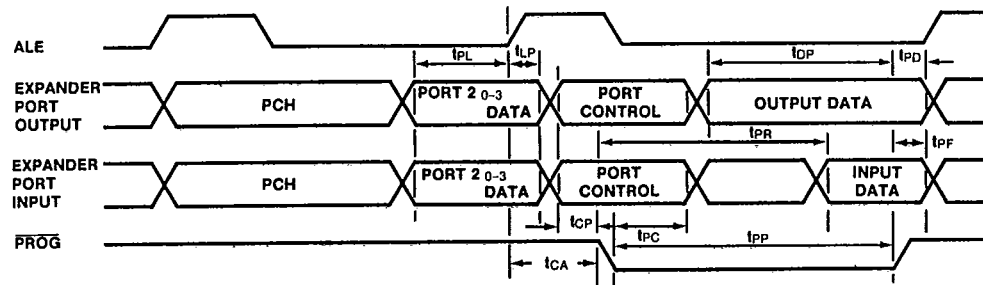 ALE
tPL
tLP
tDP
tPD
EXPANDER
PORT
OUTPUT
PCH
PORT 2 0-3
DATA
PORT
CONTROL
OUTPUT DATA
tPR
tPF
EXPANDER
PORT
INPUT
PCH
PORT 2 0-3
DATA
PORT
CONTROL
INPUT
DATA
tCP
tPC
tPP
PROG
tCA